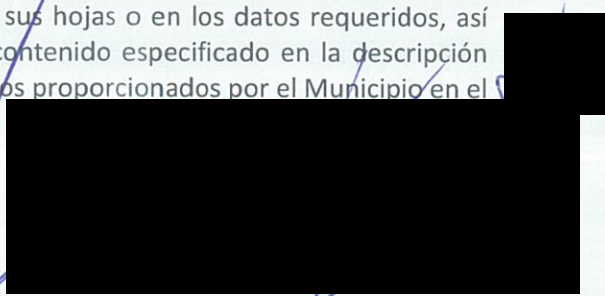 sus hojas o en los datos requeridos, así
contenido especificado en la descripción
os proporcionados por el Municipio en el